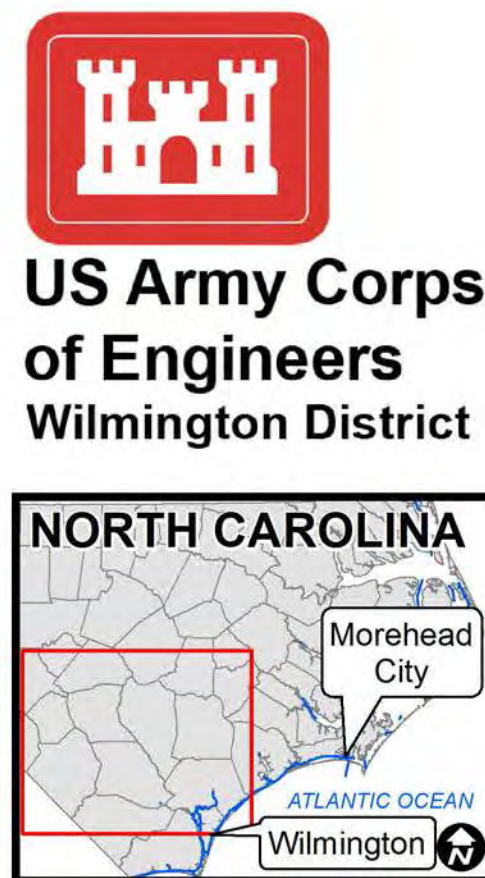 US Army Corps
of Engineers
Wilmington District
NORTH CAROLINA
Morehead
City
ATLANTIC OCEAN
Wilmington
N